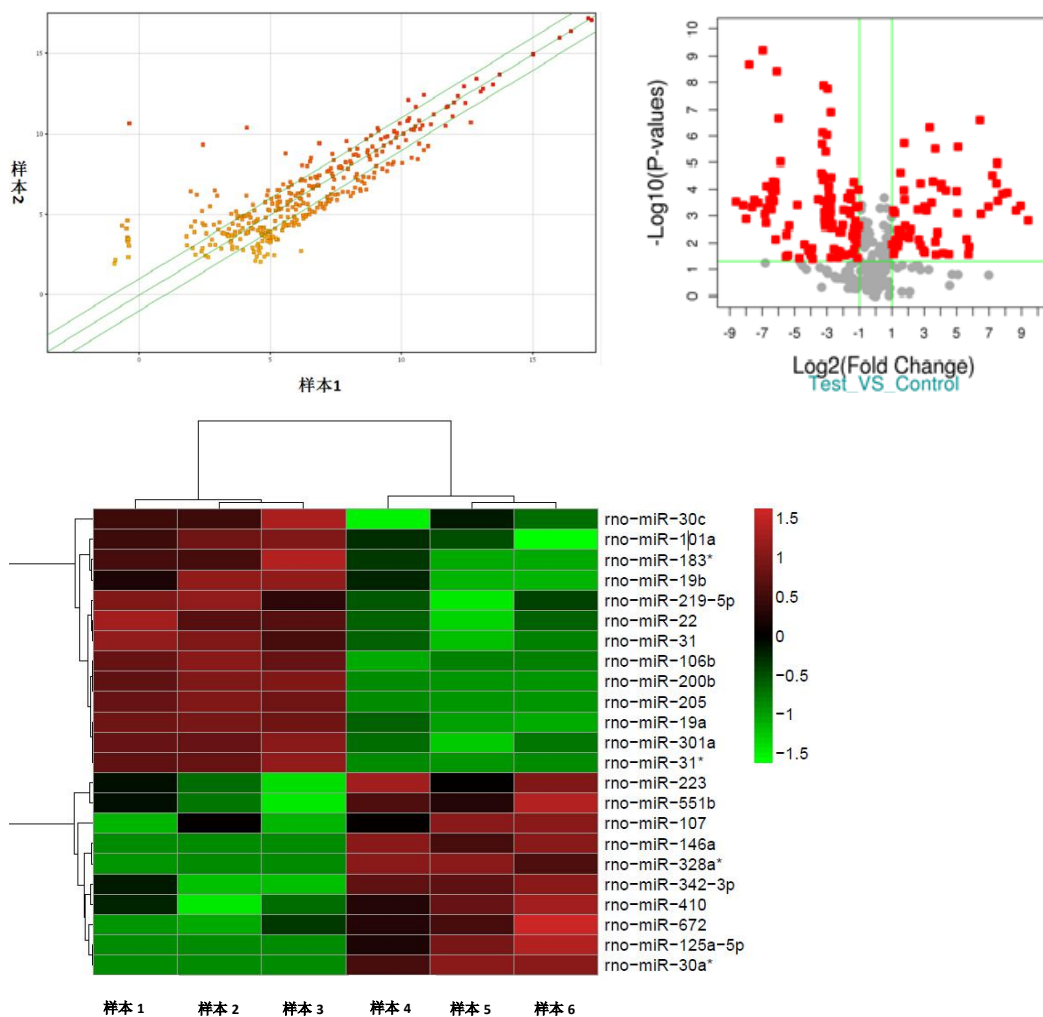 15
10
5
0
样本2
0
5
10
15
样本1
10
9
8
7
6
5
4
3
2
1
0
-Log10(P-values)
-9 -7 -5 -3 -1 1 3 5 7 9
Log2(Fold Change)
Test_VS_Control
rno-miR-30c
rno-miR-101a
rno-miR-183*
rno-miR-19b
rno-miR-219-5p
rno-miR-22
rno-miR-31
rno-miR-106b
rno-miR-200b
rno-miR-205
rno-miR-19a
rno-miR-301a
rno-miR-31*
rno-miR-223
rno-miR-551b
rno-miR-107
rno-miR-146a
rno-miR-328a*
rno-miR-342-3p
rno-miR-410
rno-miR-672
rno-miR-125a-5p
rno-miR-30a*
1.5
1
0.5
0
-0.5
-1
-1.5
样本 1 样本 2 样本 3 样本 4 样本 5 样本 6